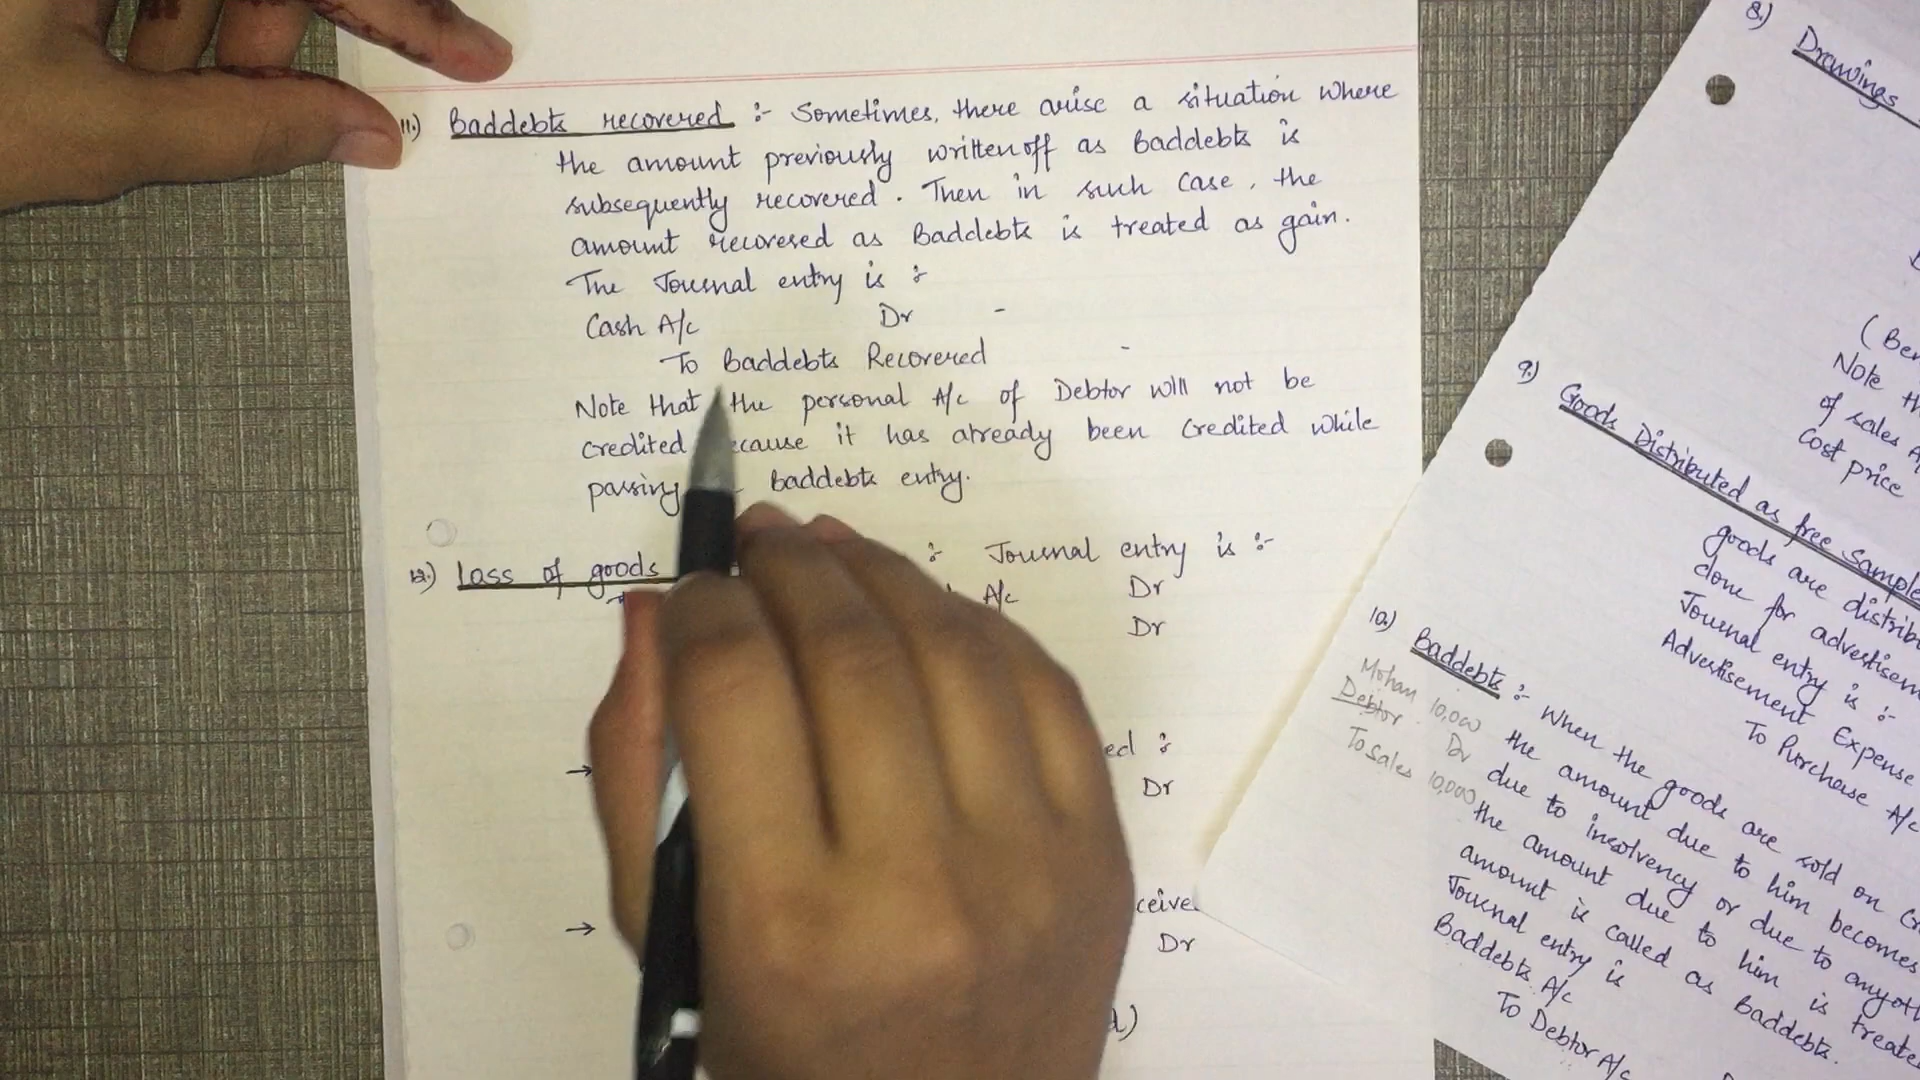 11.) Baddebts recovered :- Sometimes, there arise a situation where
the amount previously written off as Baddebts is
subsequently recovered. Then in such case, the
amount recovered as Baddebts is treated as gain.
The Journal entry is :
Cash A/c Dr -
To Baddebts Recovered -
Note that the personal A/c of Debtor will not be
credited because it has already been credited while
passing baddebts entry.
12.) Loss of goods :- Journal entry is :-
A/c Dr
Dr
ed :
→ Dr
ceive
→ Dr
8.) Drawings
(Ber
Note th
of sales A/
Cost price
9.) Goods Distributed as free Sample
goods are distrib
done for advertisem
Journal entry is :-
Advertisement Expense
To Purchase A/c
10.) Baddebts :- When the goods are sold on Cr
Mohan 10,000 the amount due to him becomes
Debtor Dr due to insolvency or due to anyoth
To Sales 10,000 the amount due to him is treate
amount is called as baddebts.
Journal entry is
Baddebts A/c
To Debtor A/c